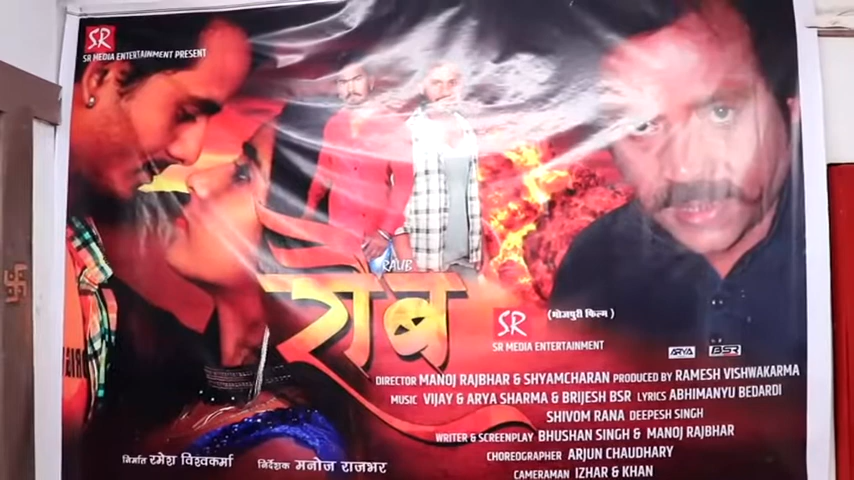 SR
SR MEDIA ENTERTAINMENT PRESENT
RAUB
रौब
SR
(भोजपुरी फिल्म)
SR MEDIA ENTERTAINMENT
ARYA BSR
DIRECTOR MANOJ RAJBHAR & SHYAMCHARAN PRODUCED BY RAMESH VISHWAKARMA
MUSIC VIJAY & ARYA SHARMA & BRIJESH BSR LYRICS ABHIMANYU BEDARDI
SHIVOM RANA DEEPESH SINGH
WRITER & SCREENPLAY BHUSHAN SINGH & MANOJ RAJBHAR
CHOREOGRAPHER ARJUN CHAUDHARY
CAMERAMAN IZHAR & KHAN
निर्माता रमेश विश्वकर्मा निर्देशक मनोज राजभर